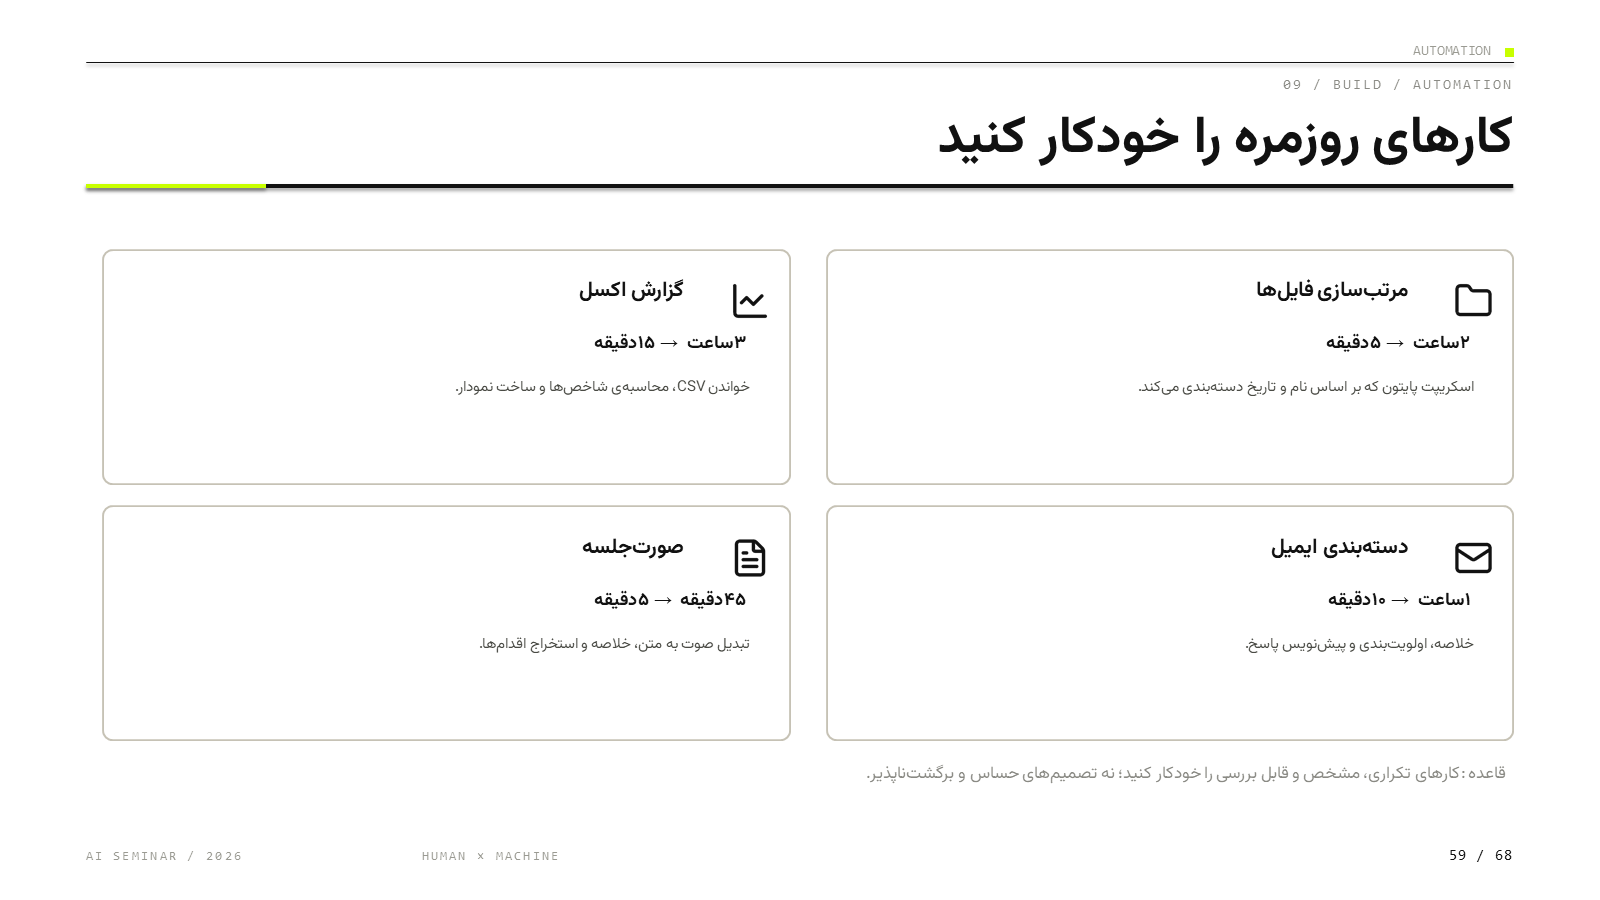 AUTOMATION
09 / BUILD / AUTOMATION
کارهای روزمره را خودکار کنید
مرتب‌سازی فایل‌ها
۲ساعت → ۵دقیقه
اسکریپت پایتون که بر اساس نام و تاریخ دسته‌بندی می‌کند.
گزارش اکسل
۳ساعت → ۱۵دقیقه
خواندن CSV، محاسبه‌ی شاخص‌ها و ساخت نمودار.
دسته‌بندی ایمیل
۱ساعت → ۱۰دقیقه
خلاصه، اولویت‌بندی و پیش‌نویس پاسخ.
صورت‌جلسه
۴۵دقیقه → ۵دقیقه
تبدیل صوت به متن، خلاصه و استخراج اقدام‌ها.
قاعده: کارهای تکراری، مشخص و قابل بررسی را خودکار کنید؛ نه تصمیم‌های حساس و برگشت‌ناپذیر.
AI SEMINAR / 2026
HUMAN × MACHINE
59 / 68